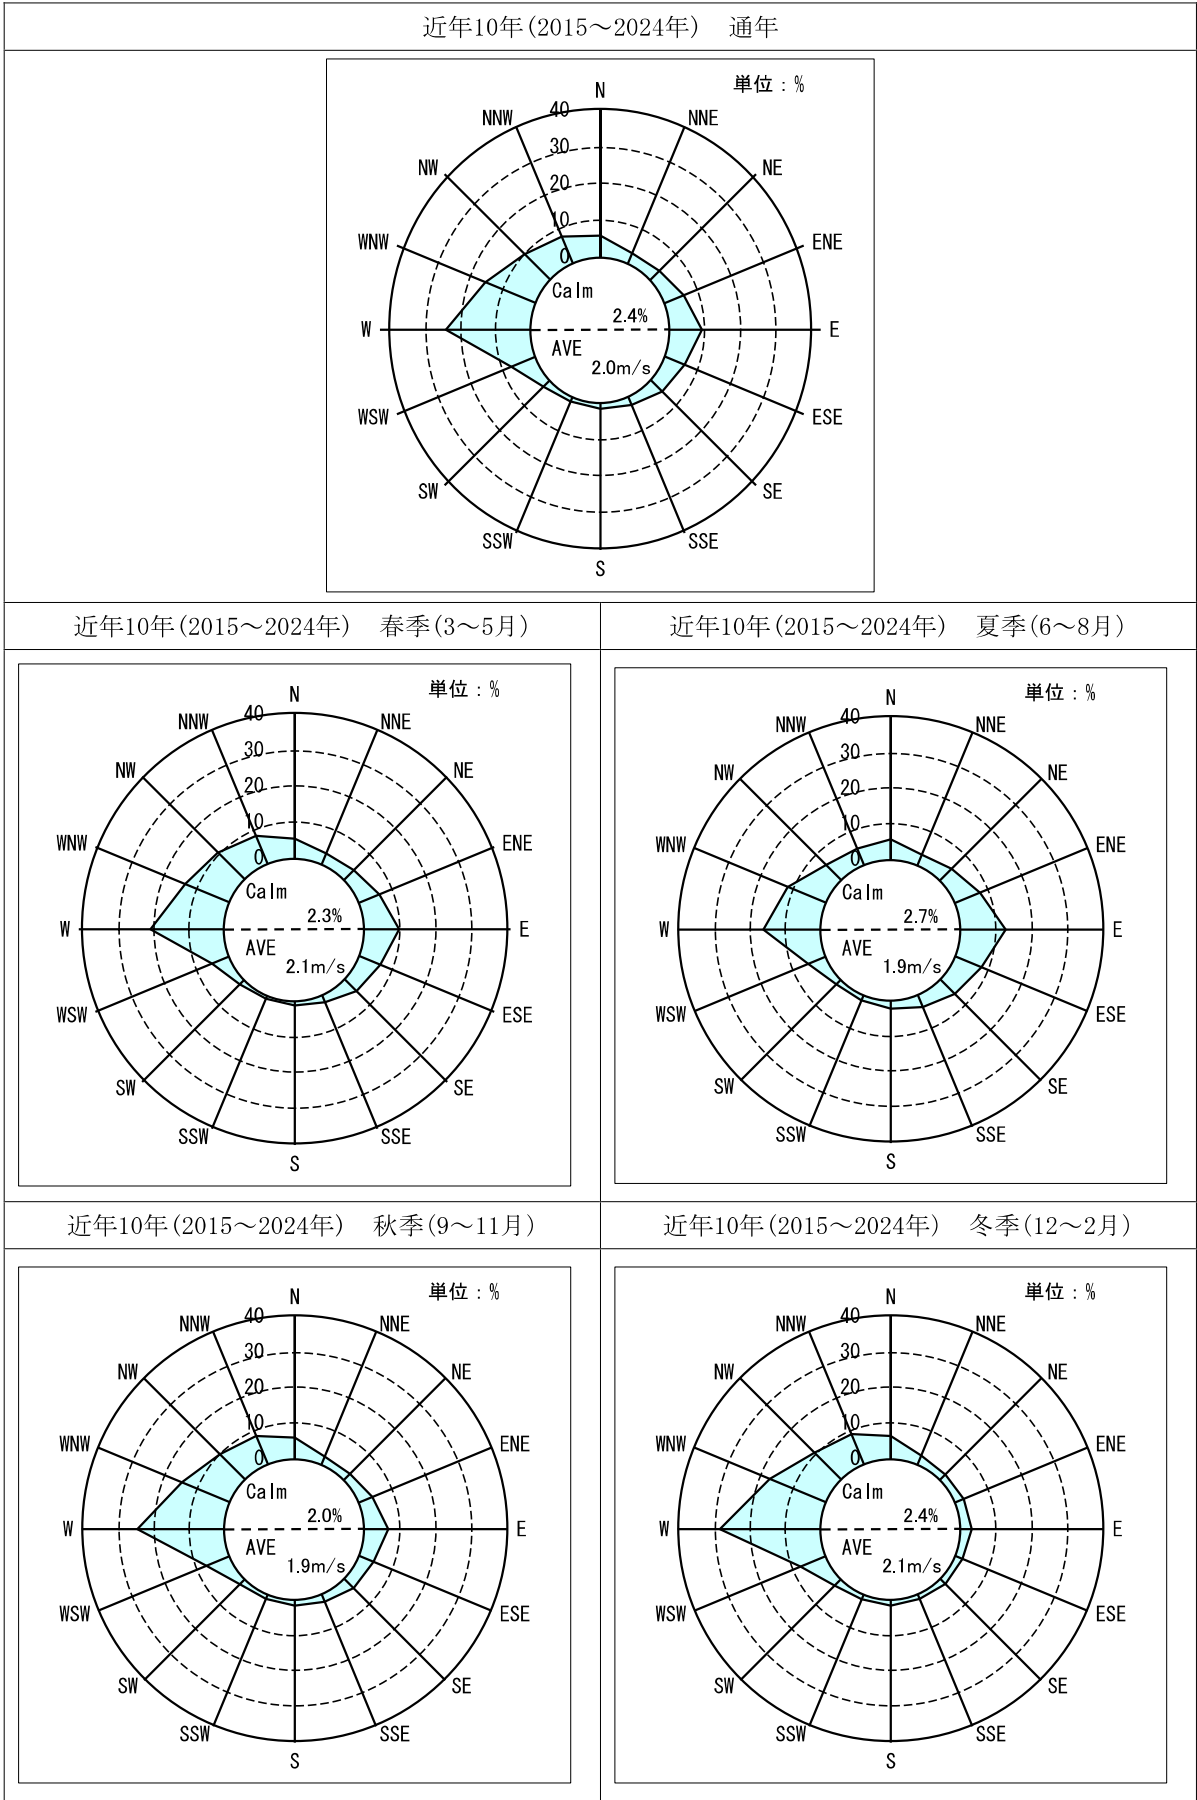 近年10年(2015～2024年)　通年
単位：%
N
NNW
NNE
40
30
20
10
0
NW
NE
WNW
ENE
Calm
2.4%
W
E
AVE
2.0m/s
WSW
ESE
SW
SE
SSW
SSE
S
近年10年(2015～2024年)　春季(3～5月)
単位：%
N
NNW
NNE
40
30
20
10
0
NW
NE
WNW
ENE
Calm
2.3%
W
E
AVE
2.1m/s
WSW
ESE
SW
SE
SSW
SSE
S
近年10年(2015～2024年)　夏季(6～8月)
単位：%
N
NNW
NNE
40
30
20
10
0
NW
NE
WNW
ENE
Calm
2.7%
W
E
AVE
1.9m/s
WSW
ESE
SW
SE
SSW
SSE
S
近年10年(2015～2024年)　秋季(9～11月)
単位：%
N
NNW
NNE
40
30
20
10
0
NW
NE
WNW
ENE
Calm
2.0%
W
E
AVE
1.9m/s
WSW
ESE
SW
SE
SSW
SSE
S
近年10年(2015～2024年)　冬季(12～2月)
単位：%
N
NNW
NNE
40
30
20
10
0
NW
NE
WNW
ENE
Calm
2.4%
W
E
AVE
2.1m/s
WSW
ESE
SW
SE
SSW
SSE
S